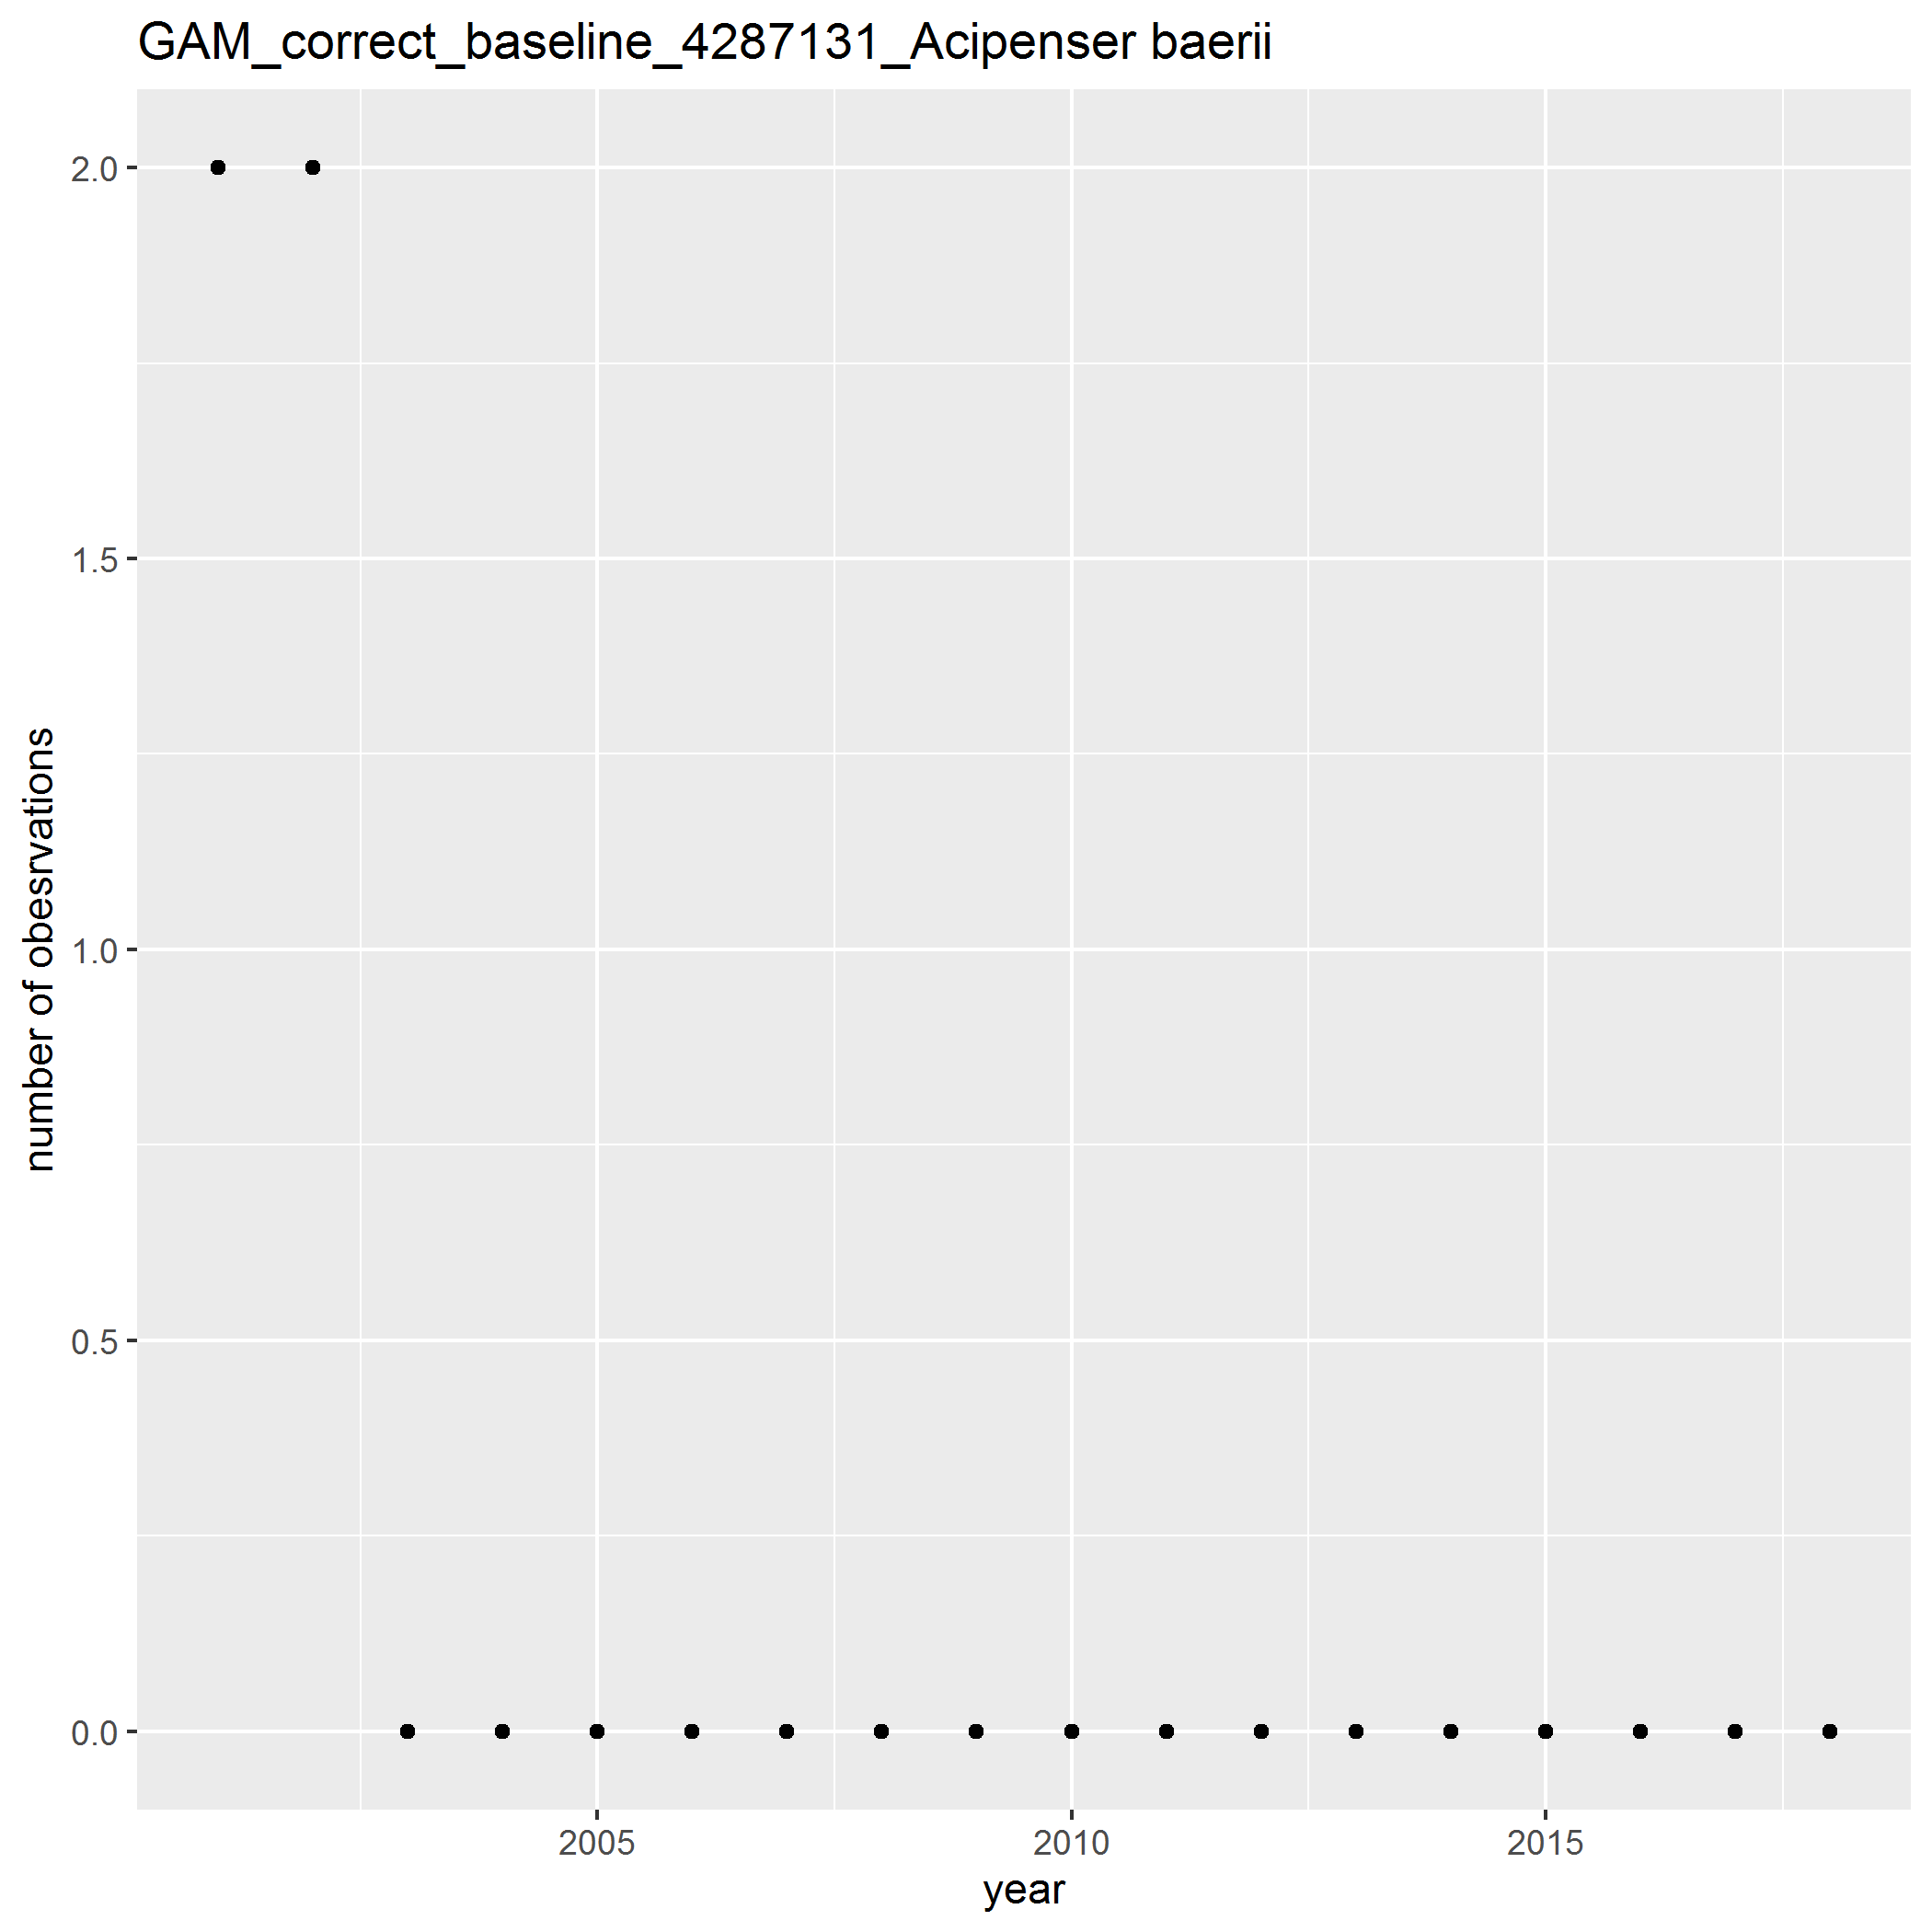 GAM_correct_baseline_4287131_Acipenser baerii
number of obesrvations
2.0
1.5
1.0
0.5
0.0
2005 2010 2015
year